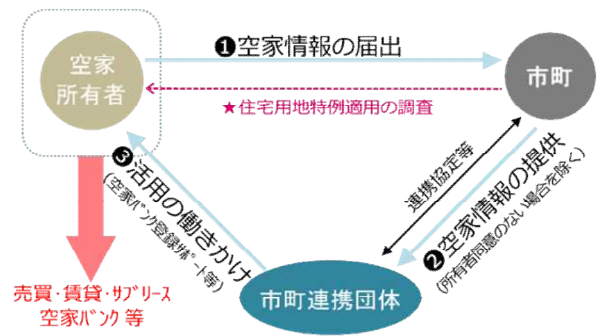 ❶空家情報の届出
空家
所有者
市町
★住宅用地特例適用の調査
連携協定等
❷空家情報の提供
(所有者同意のない場合を除く)
❸活用の働きかけ
(空家ﾊﾞﾝｸ登録ｻﾎﾟｰﾄ等)
市町連携団体
売買・賃貸・ｻﾌﾞﾘｰｽ
空家ﾊﾞﾝｸ 等